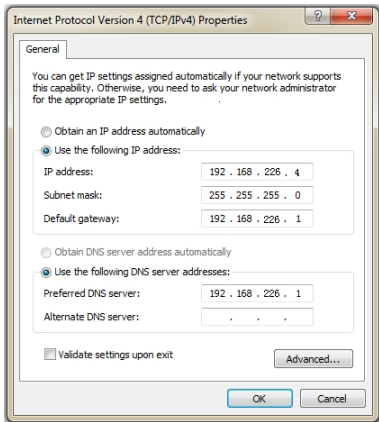 Internet Protocol Version 4 (TCP/IPv4) Properties
General
You can get IP settings assigned automatically if your network supports
this capability. Otherwise, you need to ask your network administrator
for the appropriate IP settings.
Obtain an IP address automatically
Use the following IP address:
IP address: 192 . 168 . 226 . 4
Subnet mask: 255 . 255 . 255 . 0
Default gateway: 192 . 168 . 226 . 1
Obtain DNS server address automatically
Use the following DNS server addresses:
Preferred DNS server: 192 . 168 . 226 . 1
Alternate DNS server: . . .
Validate settings upon exit
Advanced...
OK Cancel